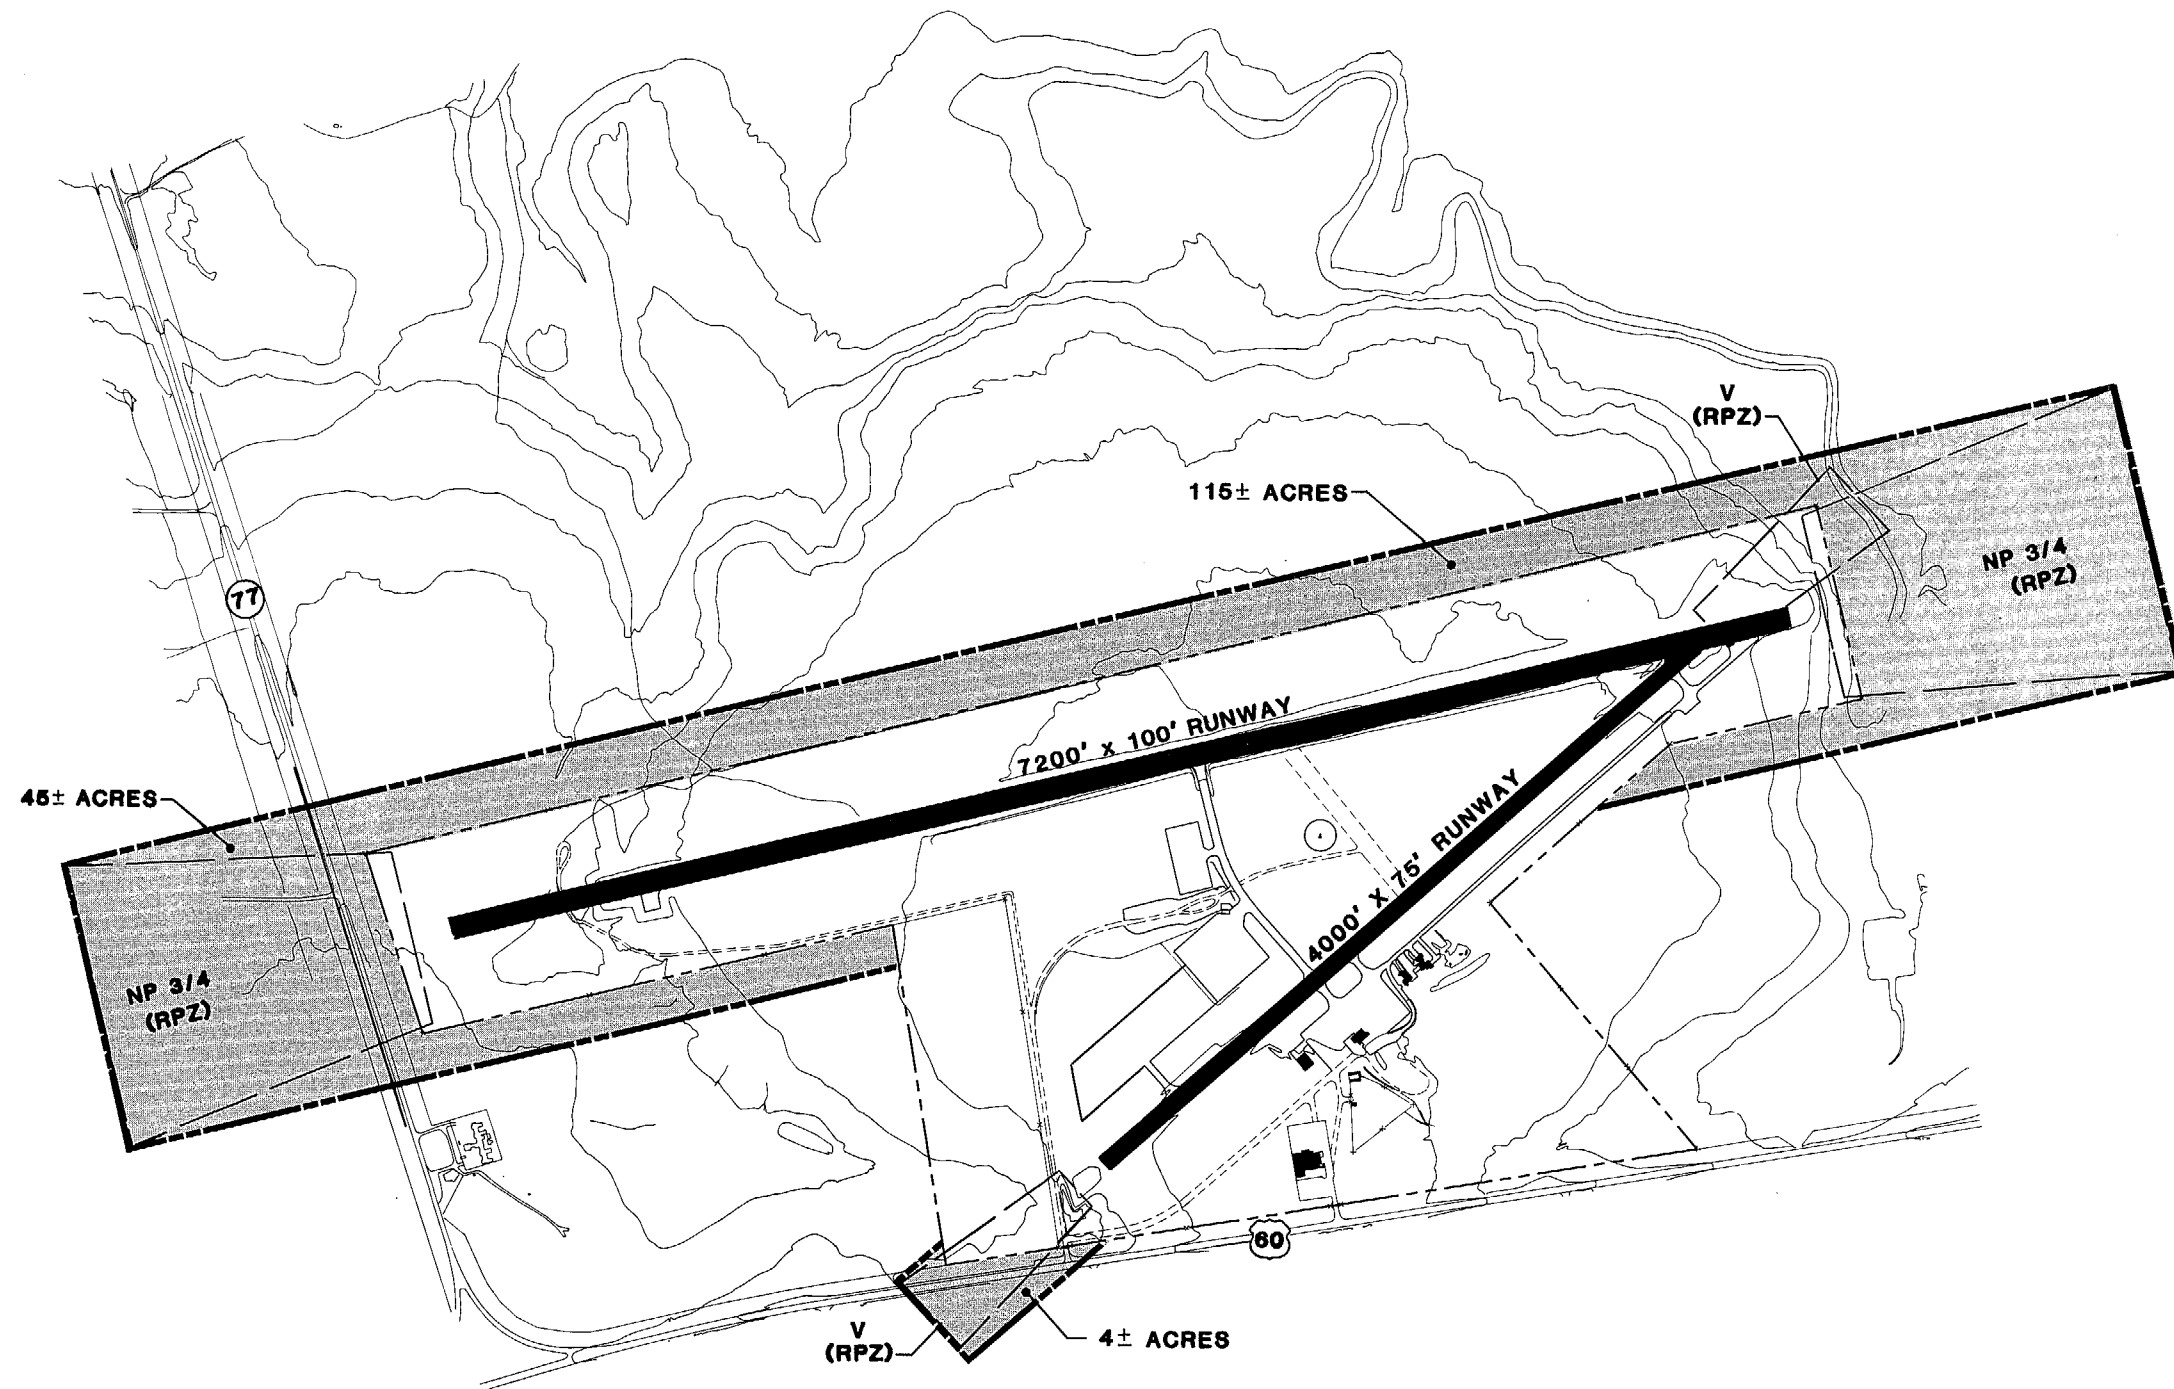 V
(RPZ)
115± ACRES
NP 3/4
(RPZ)
77
7200' x 100' RUNWAY
45± ACRES
4000' X 75' RUNWAY
NP 3/4
(RPZ)
60
V
(RPZ)
4± ACRES